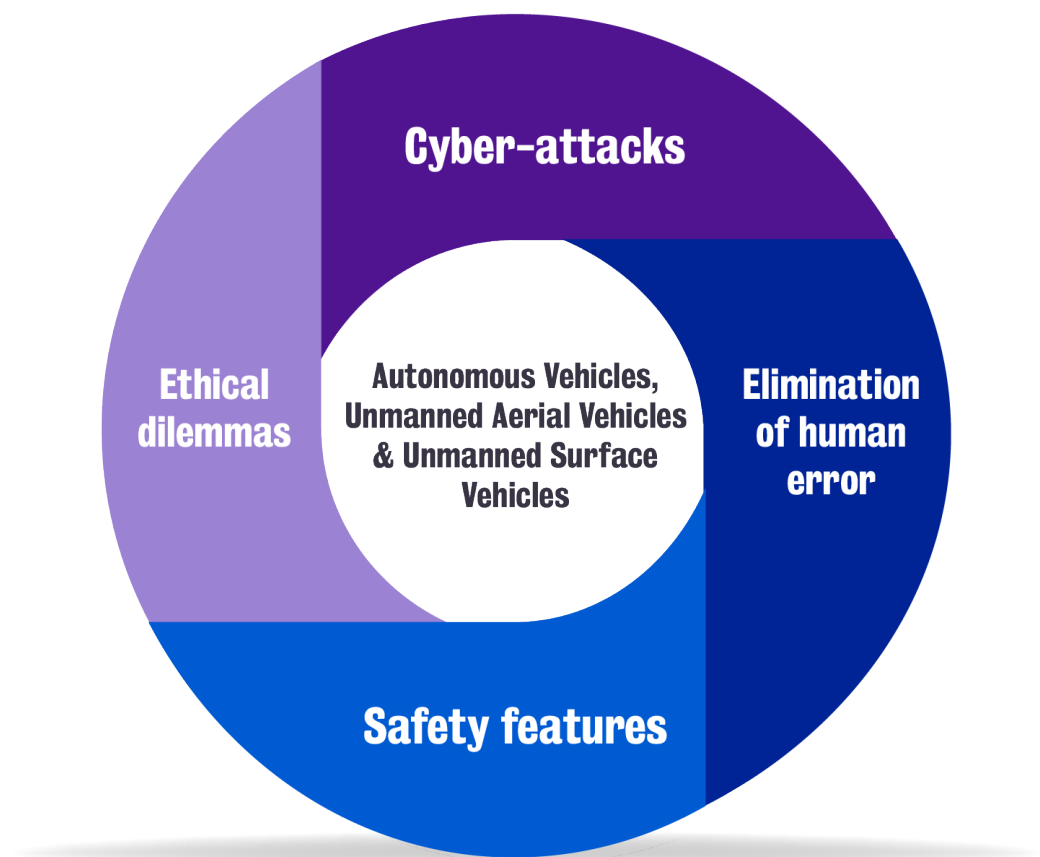 Cyber-attacks
Ethical
dilemmas
Autonomous Vehicles,
Unmanned Aerial Vehicles
& Unmanned Surface
Vehicles
Elimination
of human
error
Safety features